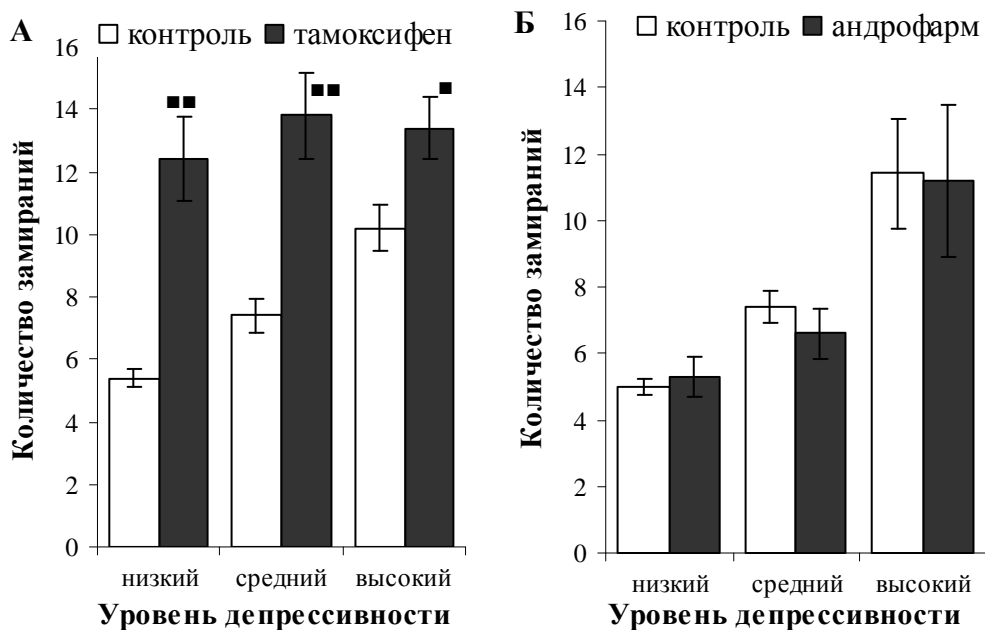 А
контроль тамоксифен
Количество замираний
16
14
12
10
8
6
4
2
0
низкий средний высокий
Уровень депрессивности
Б
контроль андрофарм
Количество замираний
16
14
12
10
8
6
4
2
0
низкий средний высокий
Уровень депрессивности